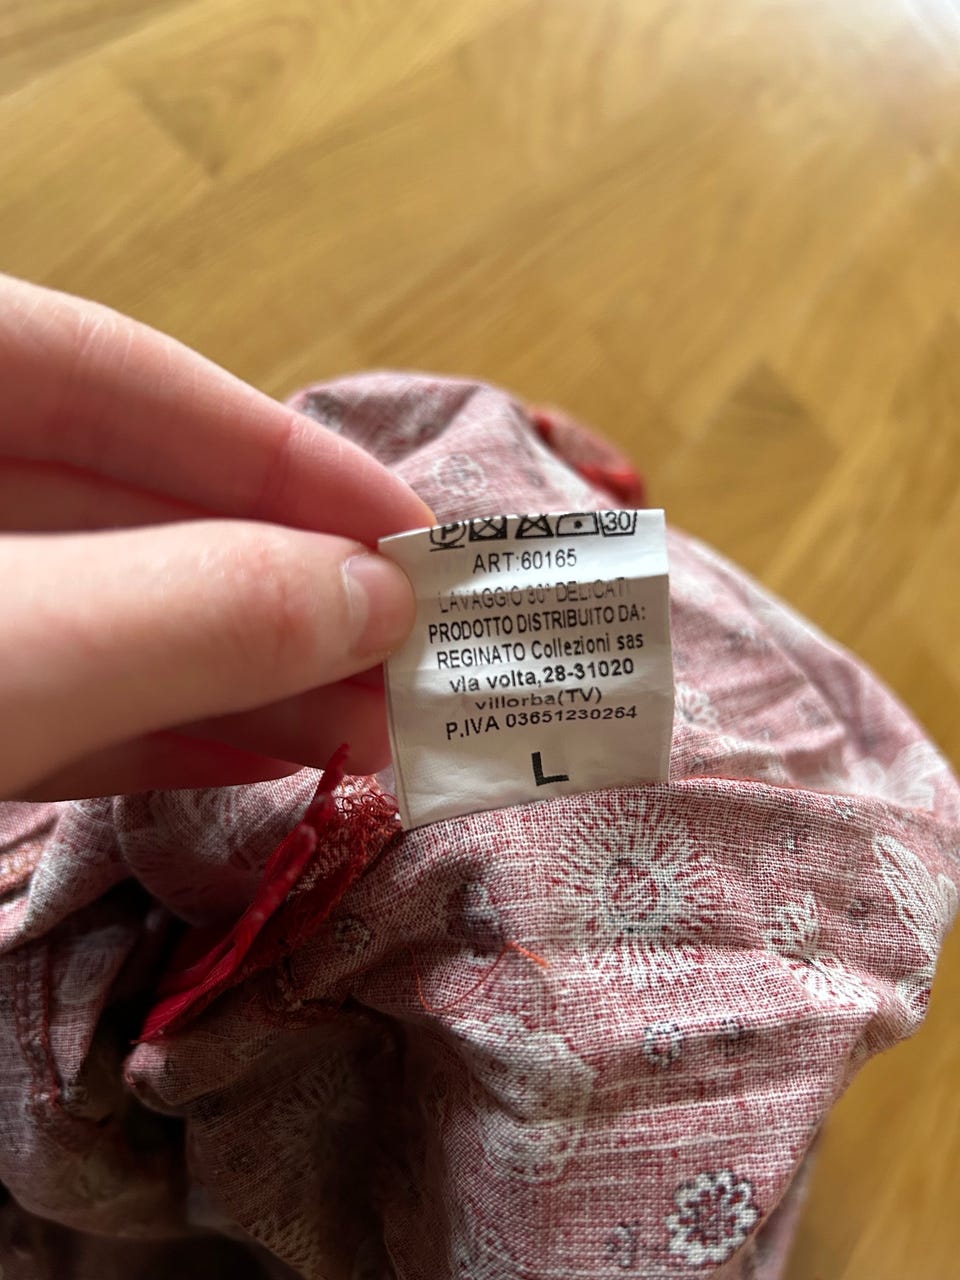 P 30
ART:60165
LAVAGGIO 30° DELICATI
PRODOTTO DISTRIBUITO DA:
REGINATO Collezioni sas
via volta,28-31020
villorba(TV)
P.IVA 03651230264
L